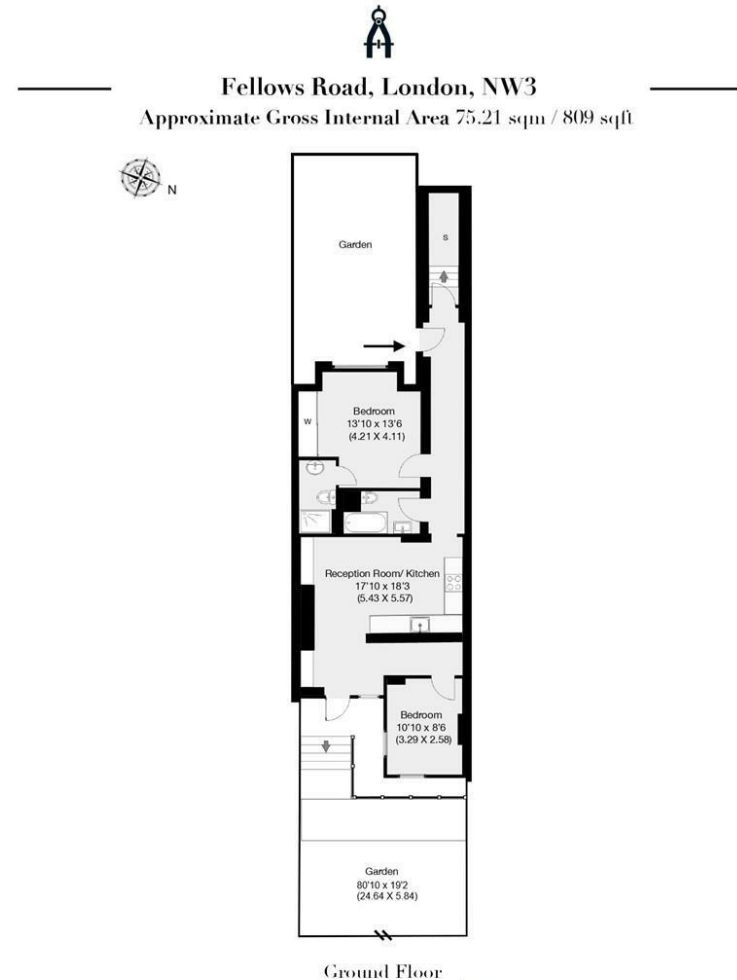 Fellows Road, London, NW3
Approximate Gross Internal Area 75.21 sqm / 809 sqft
N
Garden
S
Bedroom
13'10 x 13'6
(4.21 X 4.11)
W
Reception Room/ Kitchen
17'10 x 18'3
(5.43 X 5.57)
Bedroom
10'10 x 8'6
(3.29 X 2.58)
Garden
80'10 x 19'2
(24.64 X 5.84)
Ground Floor